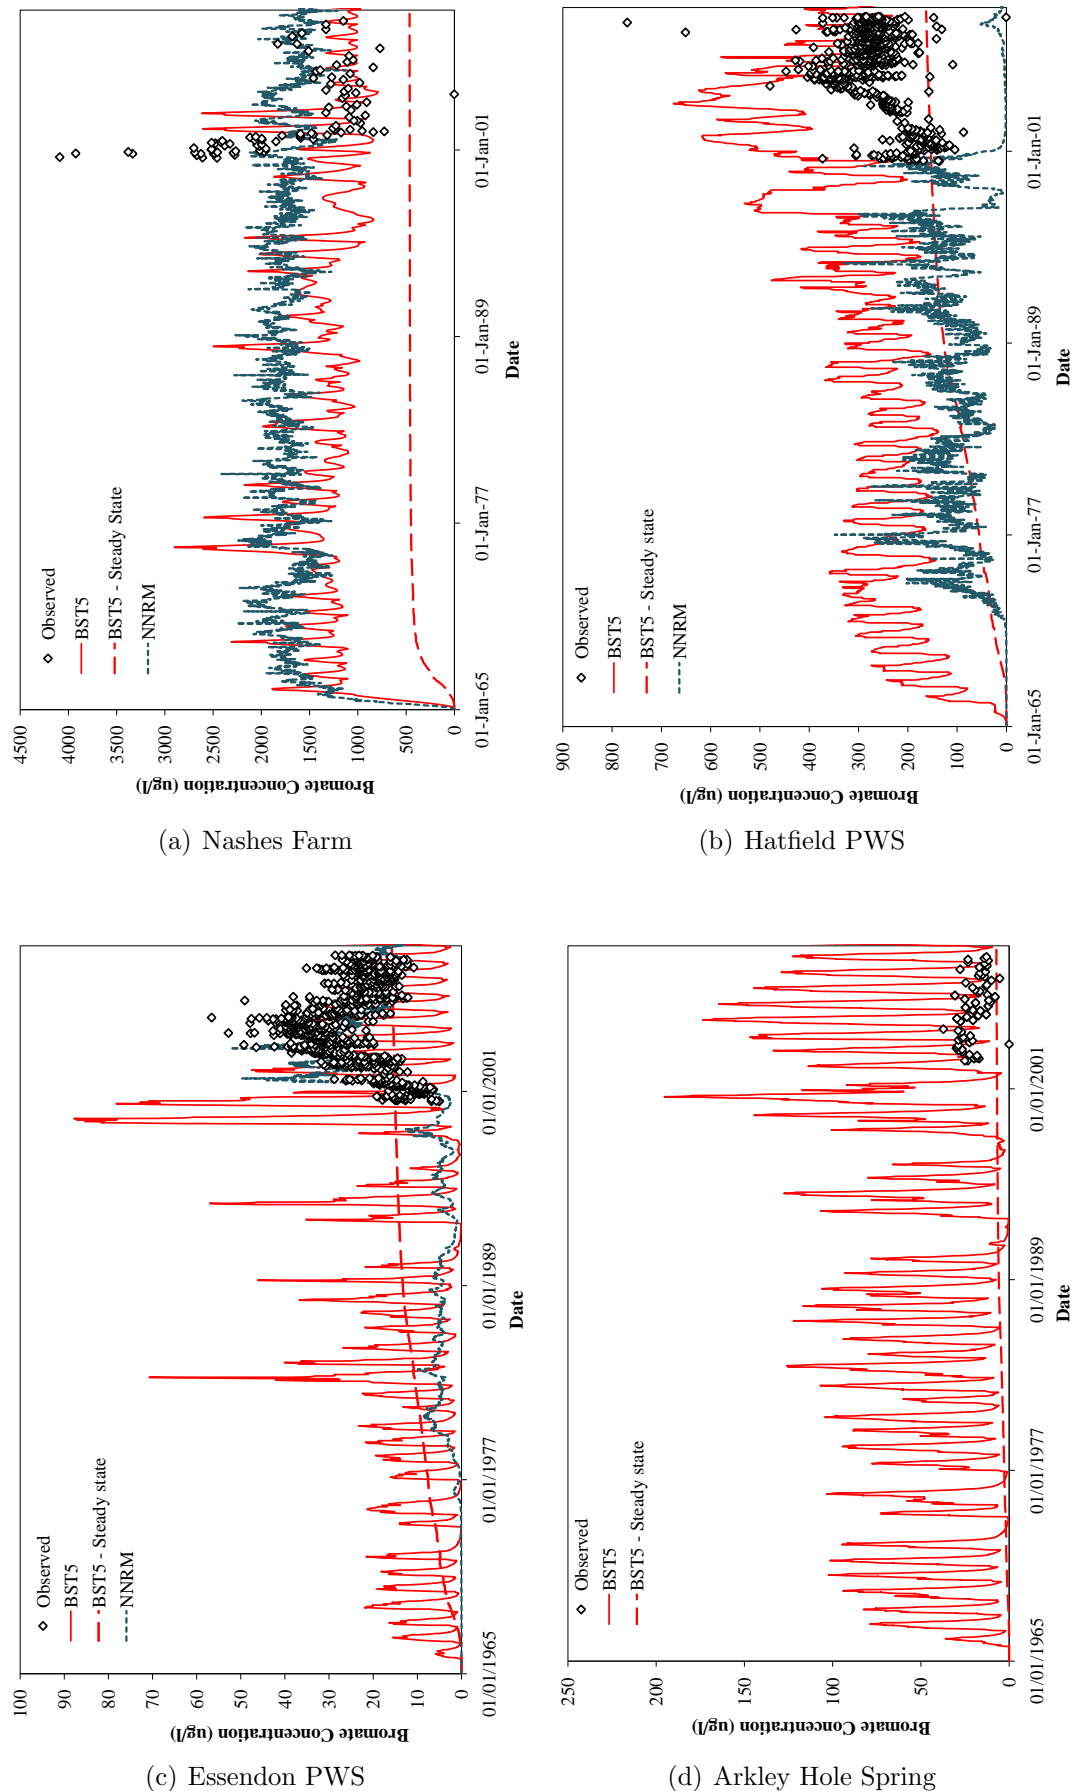 4500
4000
3500
3000
2500
2000
1500
1000
500
0
Bromate Concentration (ug/l)
01-Jan-65
01-Jan-77
01-Jan-89
01-Jan-01
Date
Observed
BST5
BST5 - Steady State
NNRM
(a) Nashes Farm
900
800
700
600
500
400
300
200
100
0
Bromate Concentration (ug/l)
01-Jan-65
01-Jan-77
01-Jan-89
01-Jan-01
Date
Observed
BST5
BST5 - Steady state
NNRM
(b) Hatfield PWS
100
90
80
70
60
50
40
30
20
10
0
Bromate Concentration (ug/l)
01/01/1965
01/01/1977
01/01/1989
01/01/2001
Date
Observed
BST5
BST5 - Steady state
NNRM
(c) Essendon PWS
250
200
150
100
50
0
Bromate Concentration (ug/l)
01/01/1965
01/01/1977
01/01/1989
01/01/2001
Date
Observed
BST5
BST5 - Steady state
(d) Arkley Hole Spring